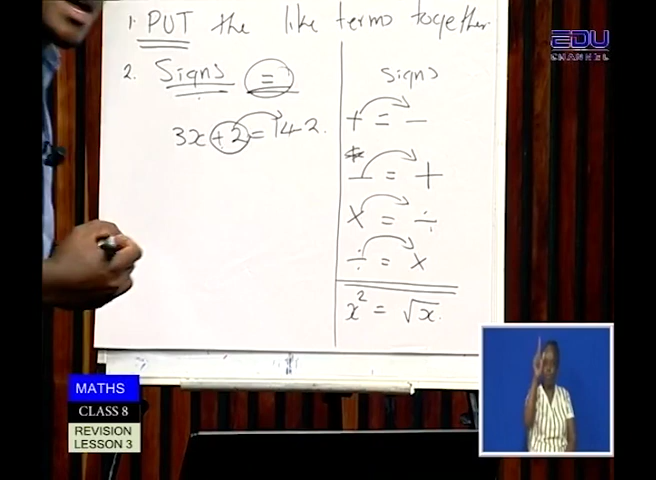 1. PUT the like terms together
2. Signs =
3x + 2 = 142.
signs
+ = -
- = +
x = ÷
÷ = x
x² = √x.
EDU
CHANNEL
MATHS
CLASS 8
REVISION
LESSON 3